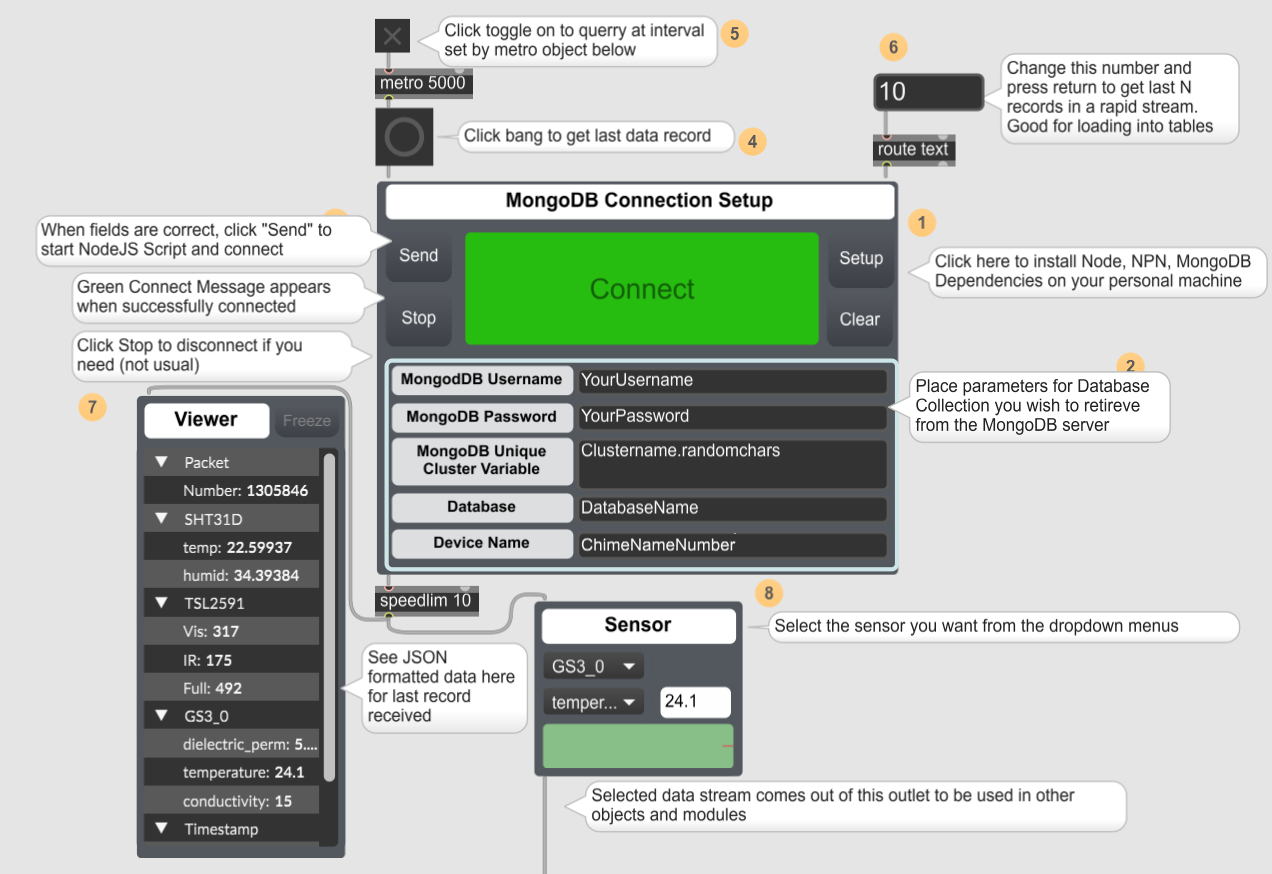 Click toggle on to querry at interval
set by metro object below
5
metro 5000
Click bang to get last data record
4
6
10
Change this number and
press return to get last N
records in a rapid stream.
Good for loading into tables
route text
MongoDB Connection Setup
When fields are correct, click "Send" to
start NodeJS Script and connect
Send
Connect
Setup
1
Click here to install Node, NPN, MongoDB
Dependencies on your personal machine
Green Connect Message appears
when successfully connected
Stop
Clear
Click Stop to disconnect if you
need (not usual)
MongodDB Username
YourUsername
MongoDB Password
YourPassword
MongoDB Unique
Cluster Variable
Clustername.randomchars
Database
DatabaseName
Device Name
ChimeNameNumber
2
Place parameters for Database
Collection you wish to retireve
from the MongoDB server
7
Viewer
Freeze
Packet
Number: 1305846
SHT31D
temp: 22.59937
humid: 34.39384
TSL2591
Vis: 317
IR: 175
Full: 492
GS3_0
dielectric_perm: 5....
temperature: 24.1
conductivity: 15
Timestamp
speedlim 10
See JSON
formatted data here
for last record
received
Sensor
GS3_0
temper...
24.1
8
Select the sensor you want from the dropdown menus
Selected data stream comes out of this outlet to be used in other
objects and modules